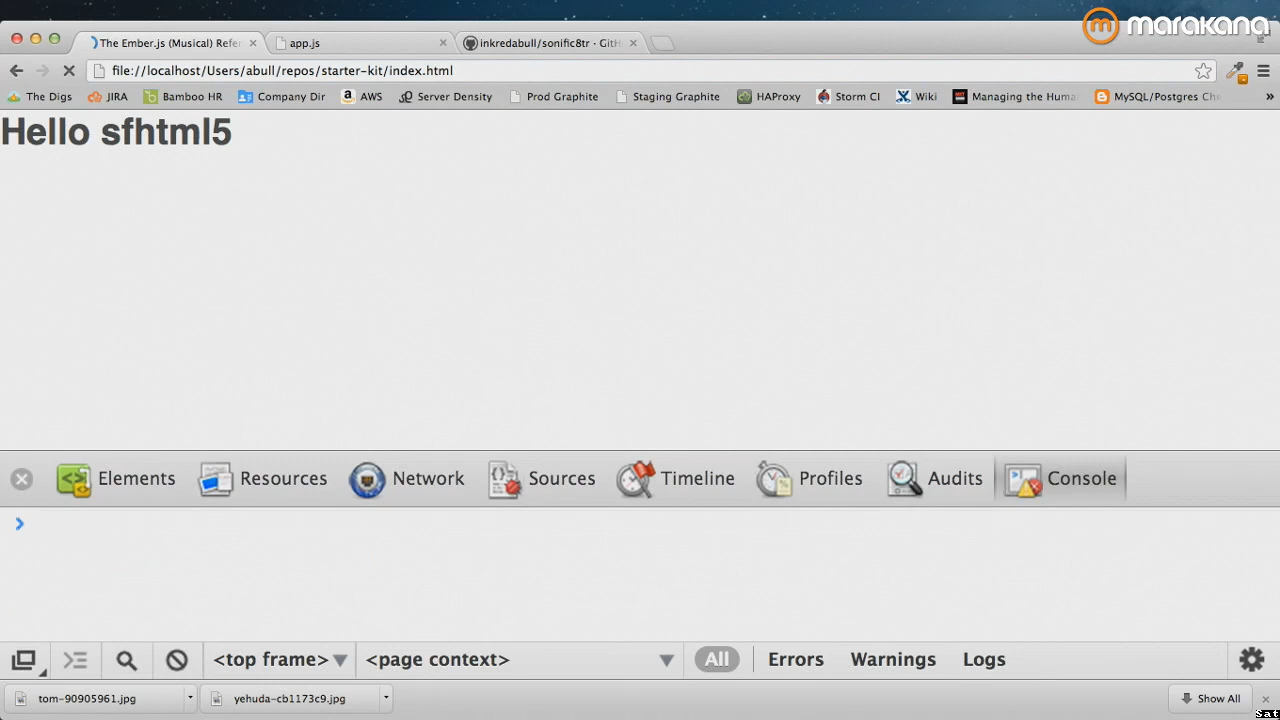 marakana
The Ember.js (Musical) Refer
app.js
inkredabull/sonific8tr · GitH
file://localhost/Users/abull/repos/starter-kit/index.html
The Digs
JIRA
Bamboo HR
Company Dir
AWS
Server Density
Prod Graphite
Staging Graphite
HAProxy
Storm CI
Wiki
Managing the Huma
MySQL/Postgres Che
»
Hello sfhtml5
Elements
Resources
Network
Sources
Timeline
Profiles
Audits
Console
<top frame>
<page context>
All
Errors
Warnings
Logs
tom-90905961.jpg
yehuda-cb1173c9.jpg
Show All
sat